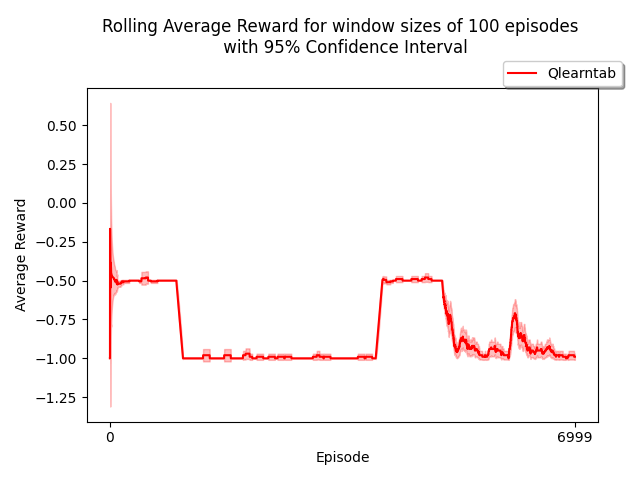 Rolling Average Reward for window sizes of 100 episodes
with 95% Confidence Interval
Qlearntab
0.50
0.25
0.00
−0.25
−0.50
−0.75
−1.00
−1.25
Average Reward
0
6999
Episode